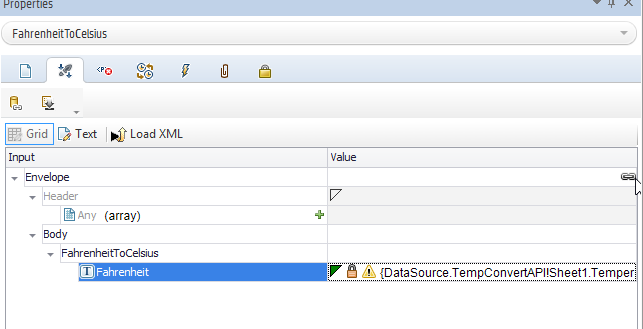 Properties
FahrenheitToCelsius
Grid Text Load XML
Input Value
Envelope
Header
Any (array)
Body
FahrenheitToCelsius
Fahrenheit {DataSource.TempConvertAPI!Sheet1.Temper